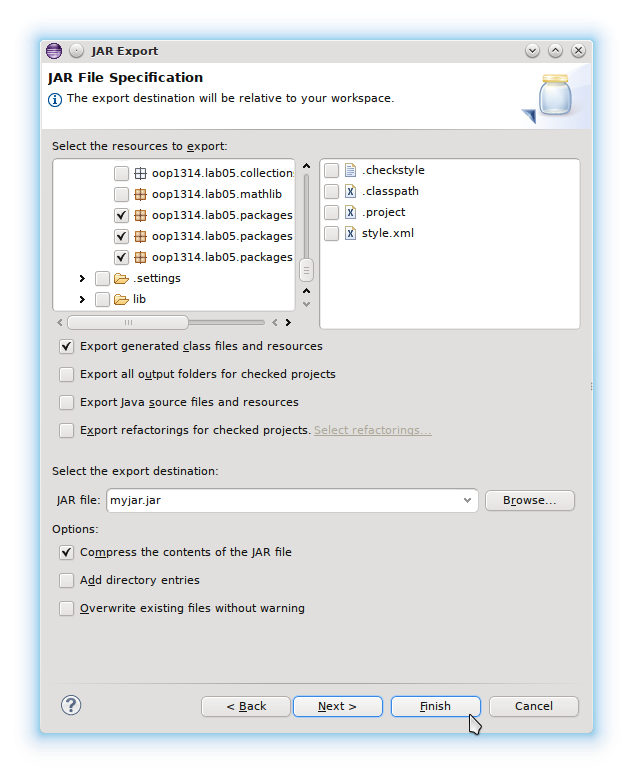 JAR Export
JAR File Specification
The export destination will be relative to your workspace.
Select the resources to export:
oop1314.lab05.collection
oop1314.lab05.mathlib
oop1314.lab05.packages
oop1314.lab05.packages
oop1314.lab05.packages
.settings
lib
.checkstyle
.classpath
.project
style.xml
Export generated class files and resources
Export all output folders for checked projects
Export Java source files and resources
Export refactorings for checked projects. Select refactorings...
Select the export destination:
JAR file: myjar.jar Browse...
Options:
Compress the contents of the JAR file
Add directory entries
Overwrite existing files without warning
? < Back Next > Finish Cancel